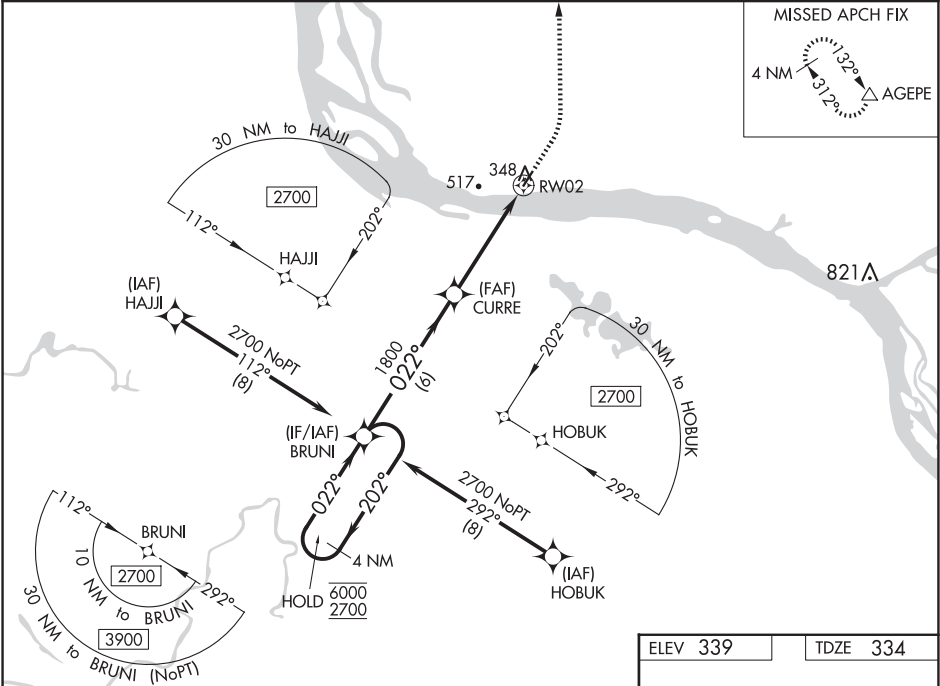 MISSED APCH FIX
4 NM
132°
312°
AGEPE
30 NM to HAJJI
2700
112°
202°
HAJJI
348
517
RW02
821
(IAF)
HAJJI
2700 NoPT
112°
(8)
(FAF)
CURRE
1800
022°
(6)
(IF/IAF)
BRUNI
30 NM to HOBUK
202°
2700
HOBUK
292°
2700 NoPT
292°
(8)
(IAF)
HOBUK
022°
202°
4 NM
HOLD
6000
2700
112°
BRUNI
2700
292°
10 NM to BRUNI
3900
30 NM to BRUNI (NoPT)
ELEV 339
TDZE 334